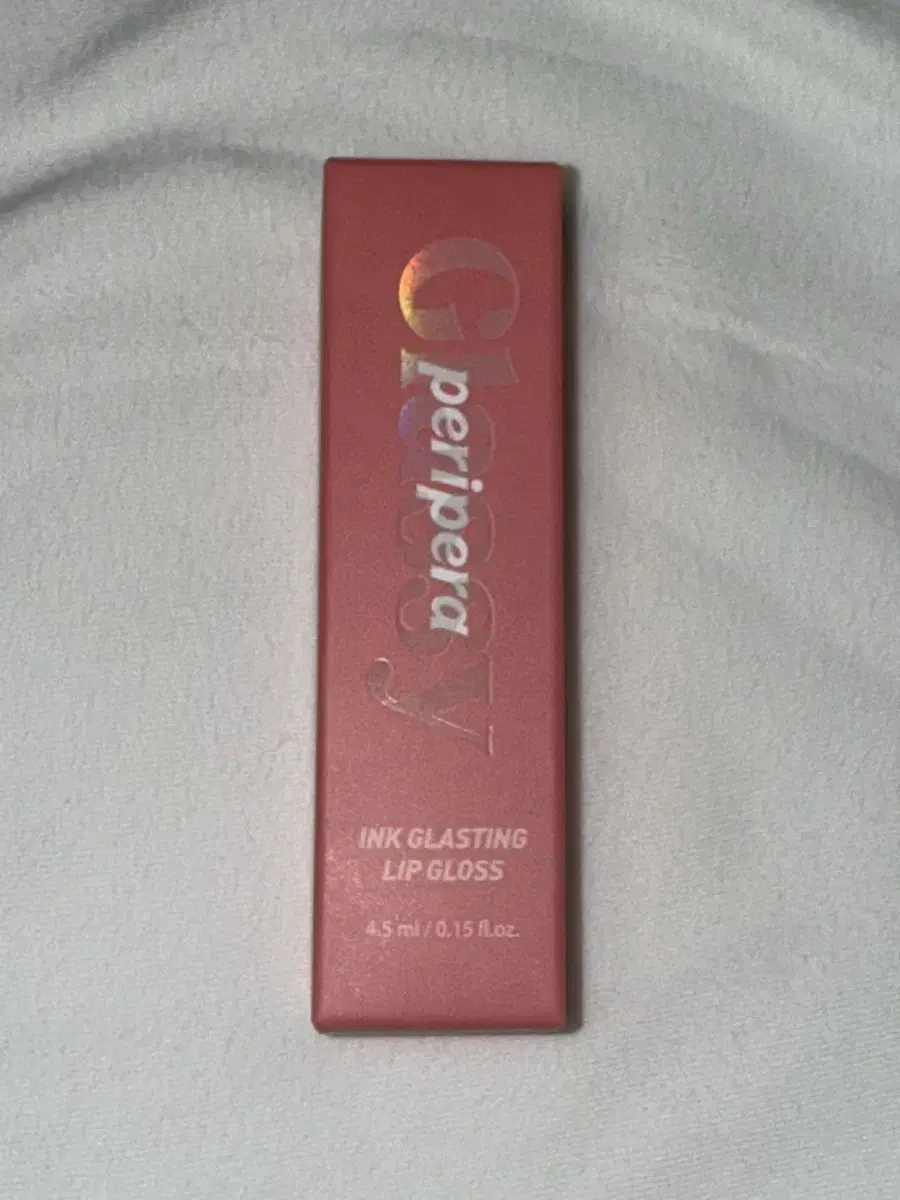 Glossy
peripera
INK GLASTING
LIP GLOSS
4.5 ml / 0.15 fl.oz.